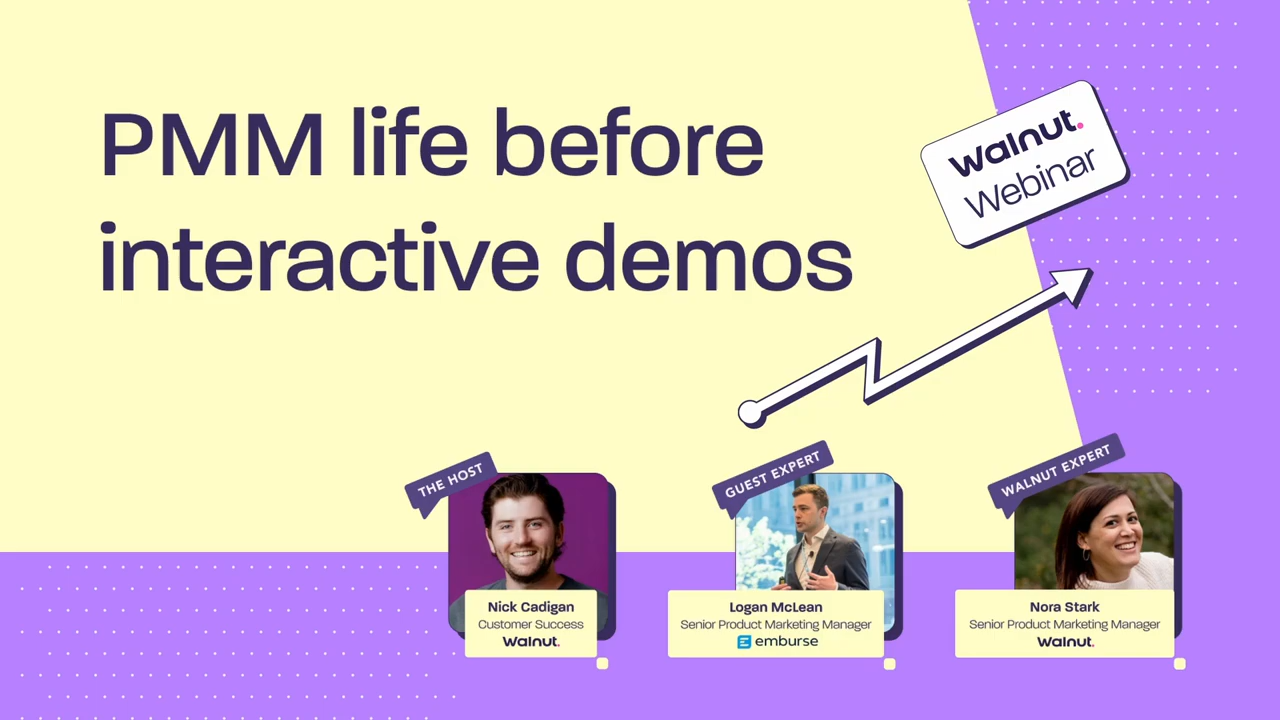 PMM life before
interactive demos
Walnut.
Webinar
THE HOST
Nick Cadigan
Customer Success
Walnut.
GUEST EXPERT
Logan McLean
Senior Product Marketing Manager
emburse
WALNUT EXPERT
Nora Stark
Senior Product Marketing Manager
Walnut.